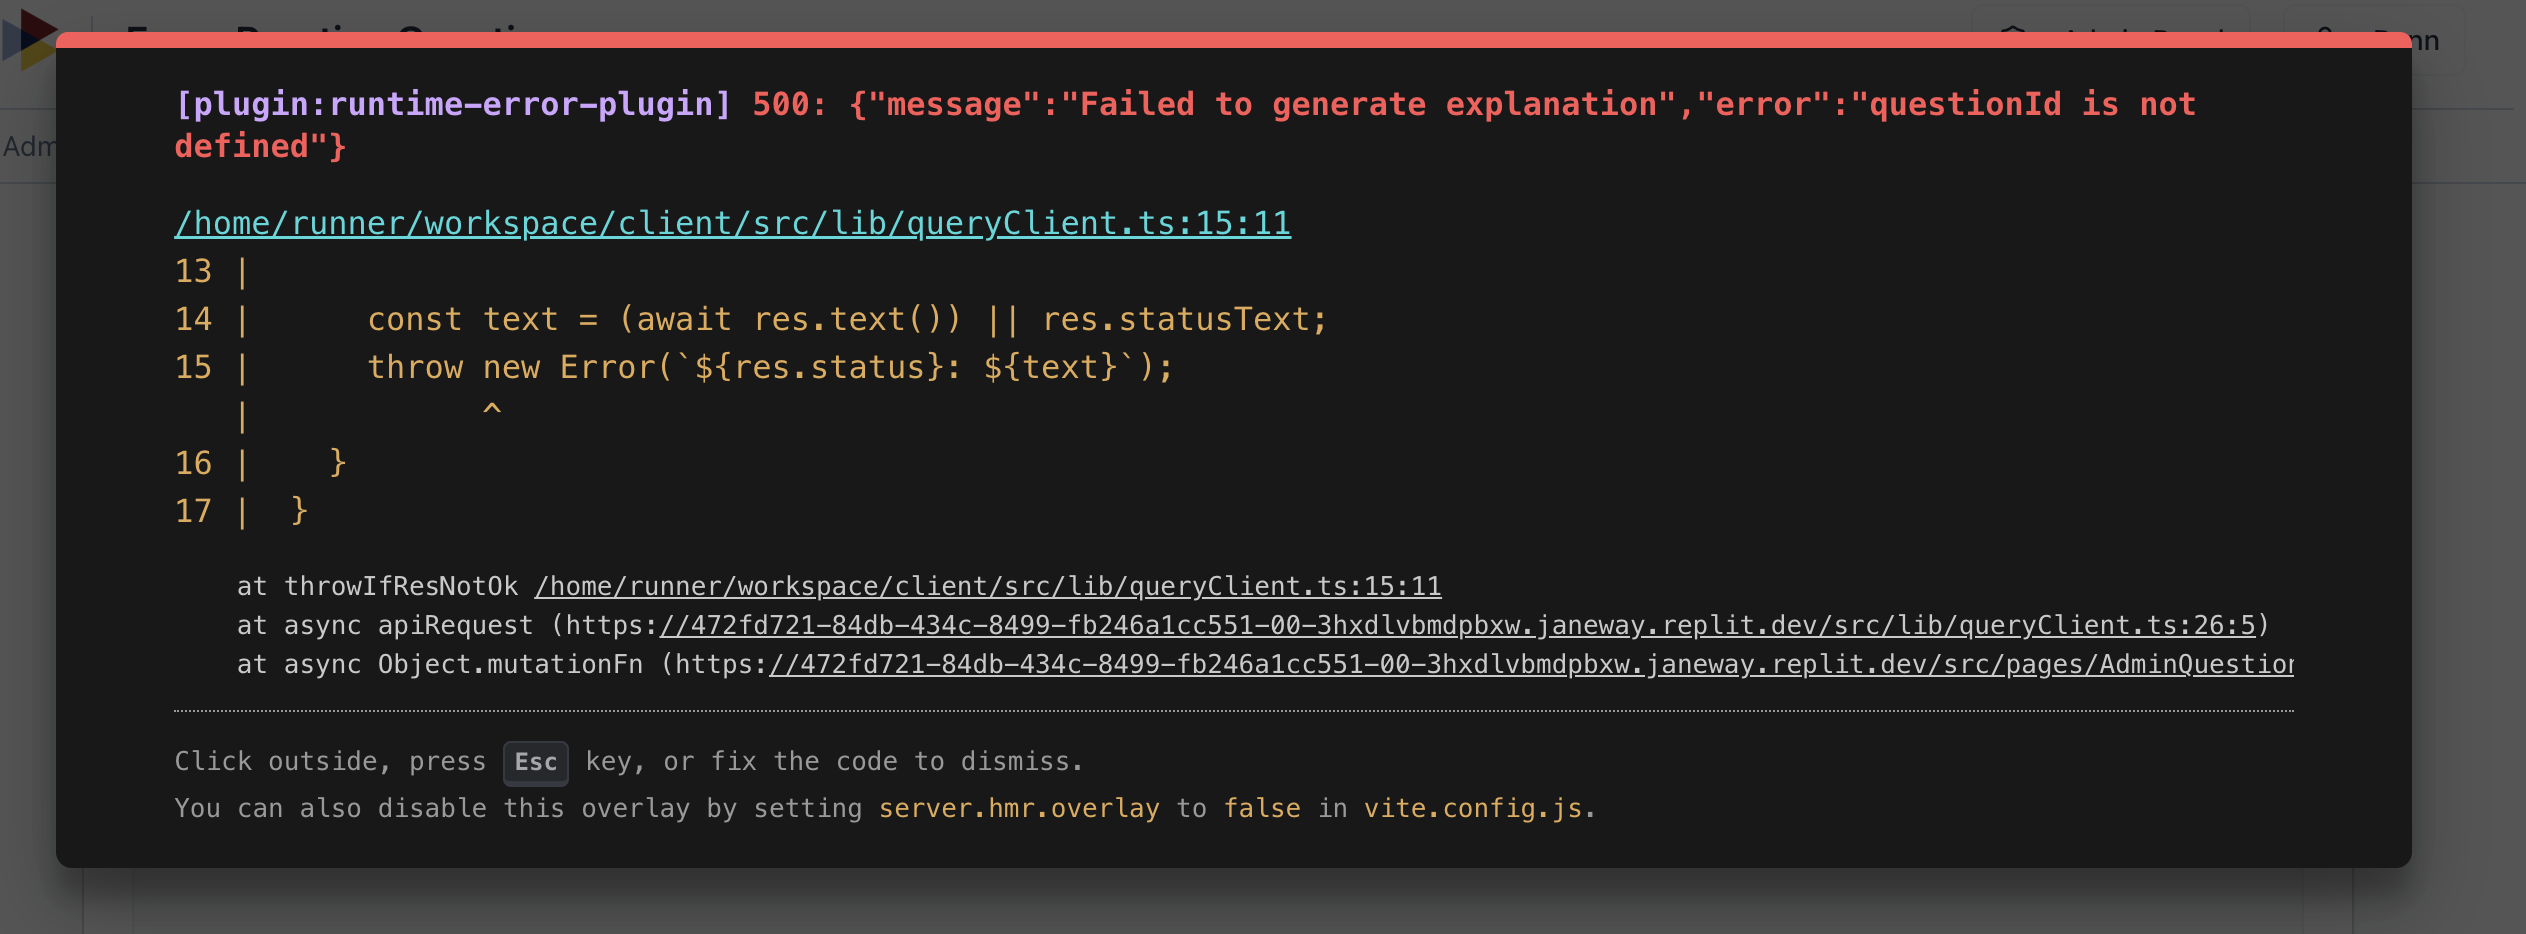 [plugin:runtime-error-plugin] 500: {"message":"Failed to generate explanation","error":"questionId is not
defined"}
Adm
/home/runner/workspace/client/src/lib/queryClient.ts:15:11
13 |
14 |      const text = (await res.text()) || res.statusText;
15 |      throw new Error(`${res.status}: ${text}`);
   |            ^
16 |    }
17 |  }
at throwIfResNotOk /home/runner/workspace/client/src/lib/queryClient.ts:15:11
at async apiRequest (https://472fd721-84db-434c-8499-fb246a1cc551-00-3hxdlvbmdpbxw.janeway.replit.dev/src/lib/queryClient.ts:26:5)
at async Object.mutationFn (https://472fd721-84db-434c-8499-fb246a1cc551-00-3hxdlvbmdpbxw.janeway.replit.dev/src/pages/AdminQuestion
Click outside, press Esc key, or fix the code to dismiss.
You can also disable this overlay by setting server.hmr.overlay to false in vite.config.js.